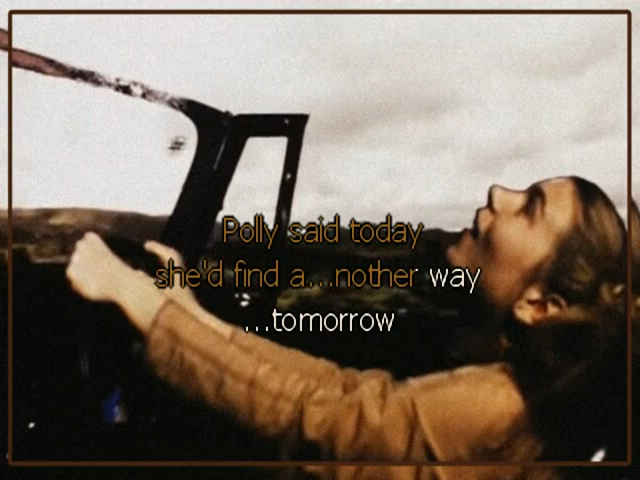 Polly said today
she'd find a...nother way
...tomorrow